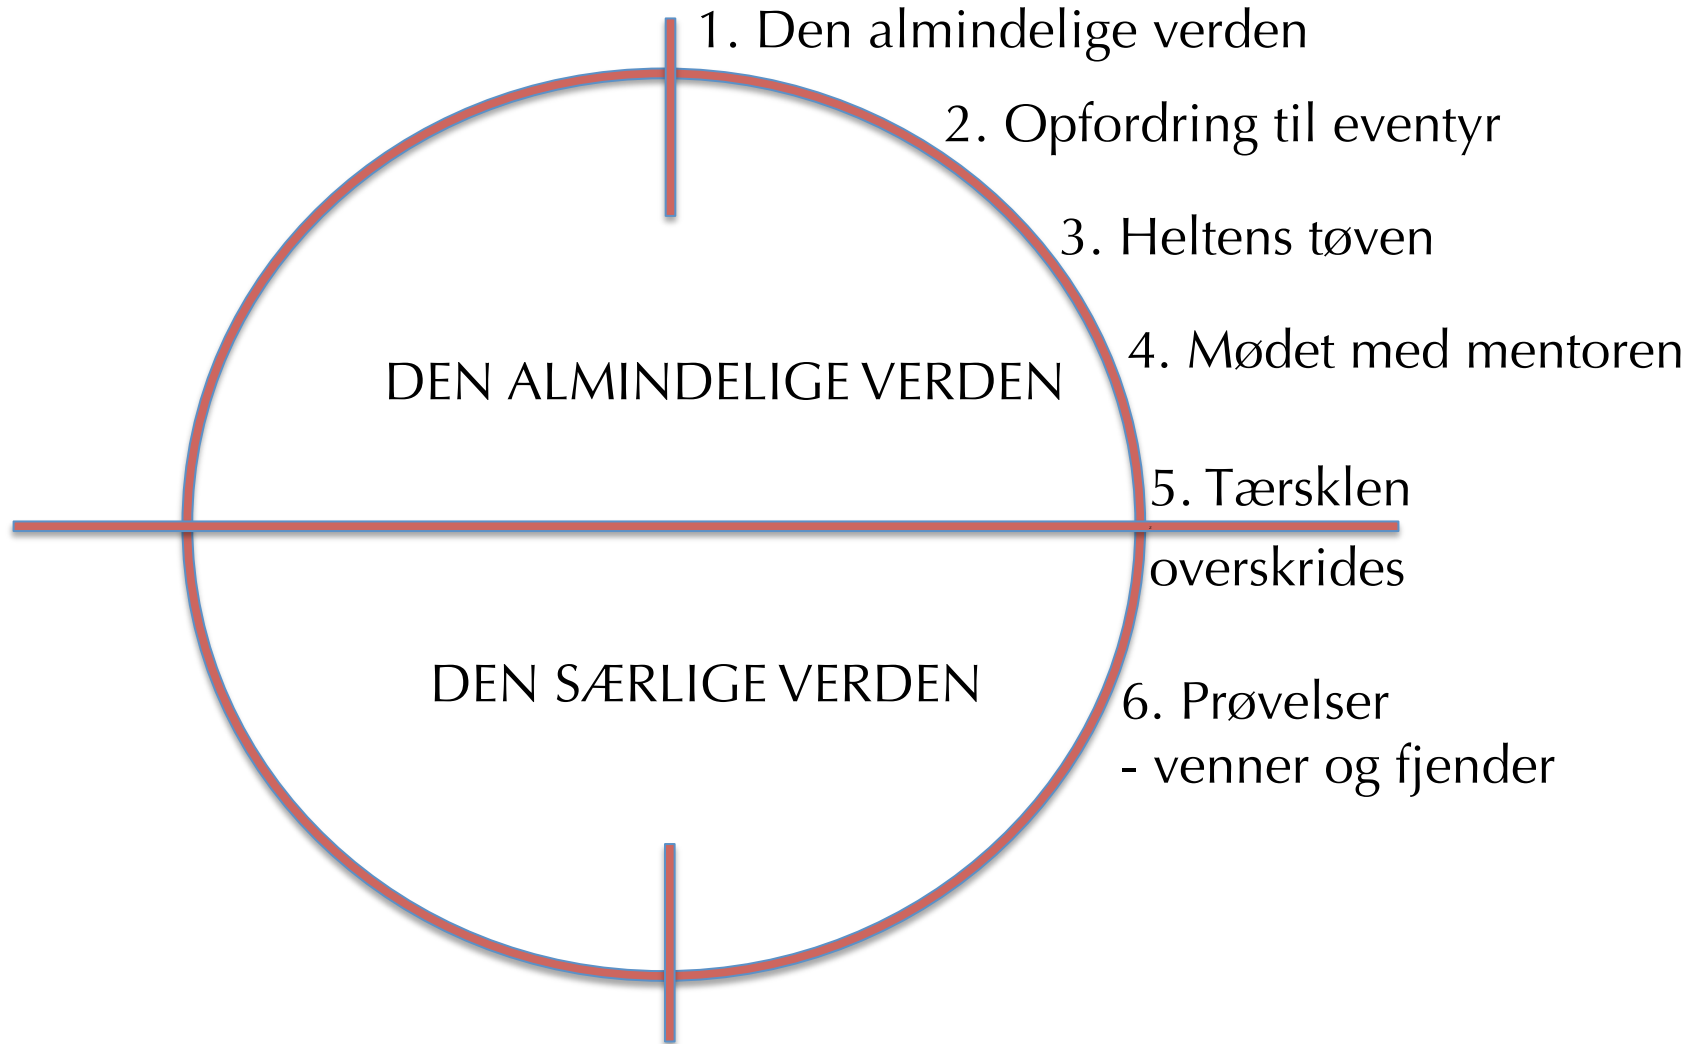 1. Den almindelige verden
2. Opfordring til eventyr
3. Heltens tøven
4. Mødet med mentoren
DEN ALMINDELIGE VERDEN
5. Tærsklen
overskrides
DEN SÆRLIGE VERDEN
6. Prøvelser
- venner og fjender